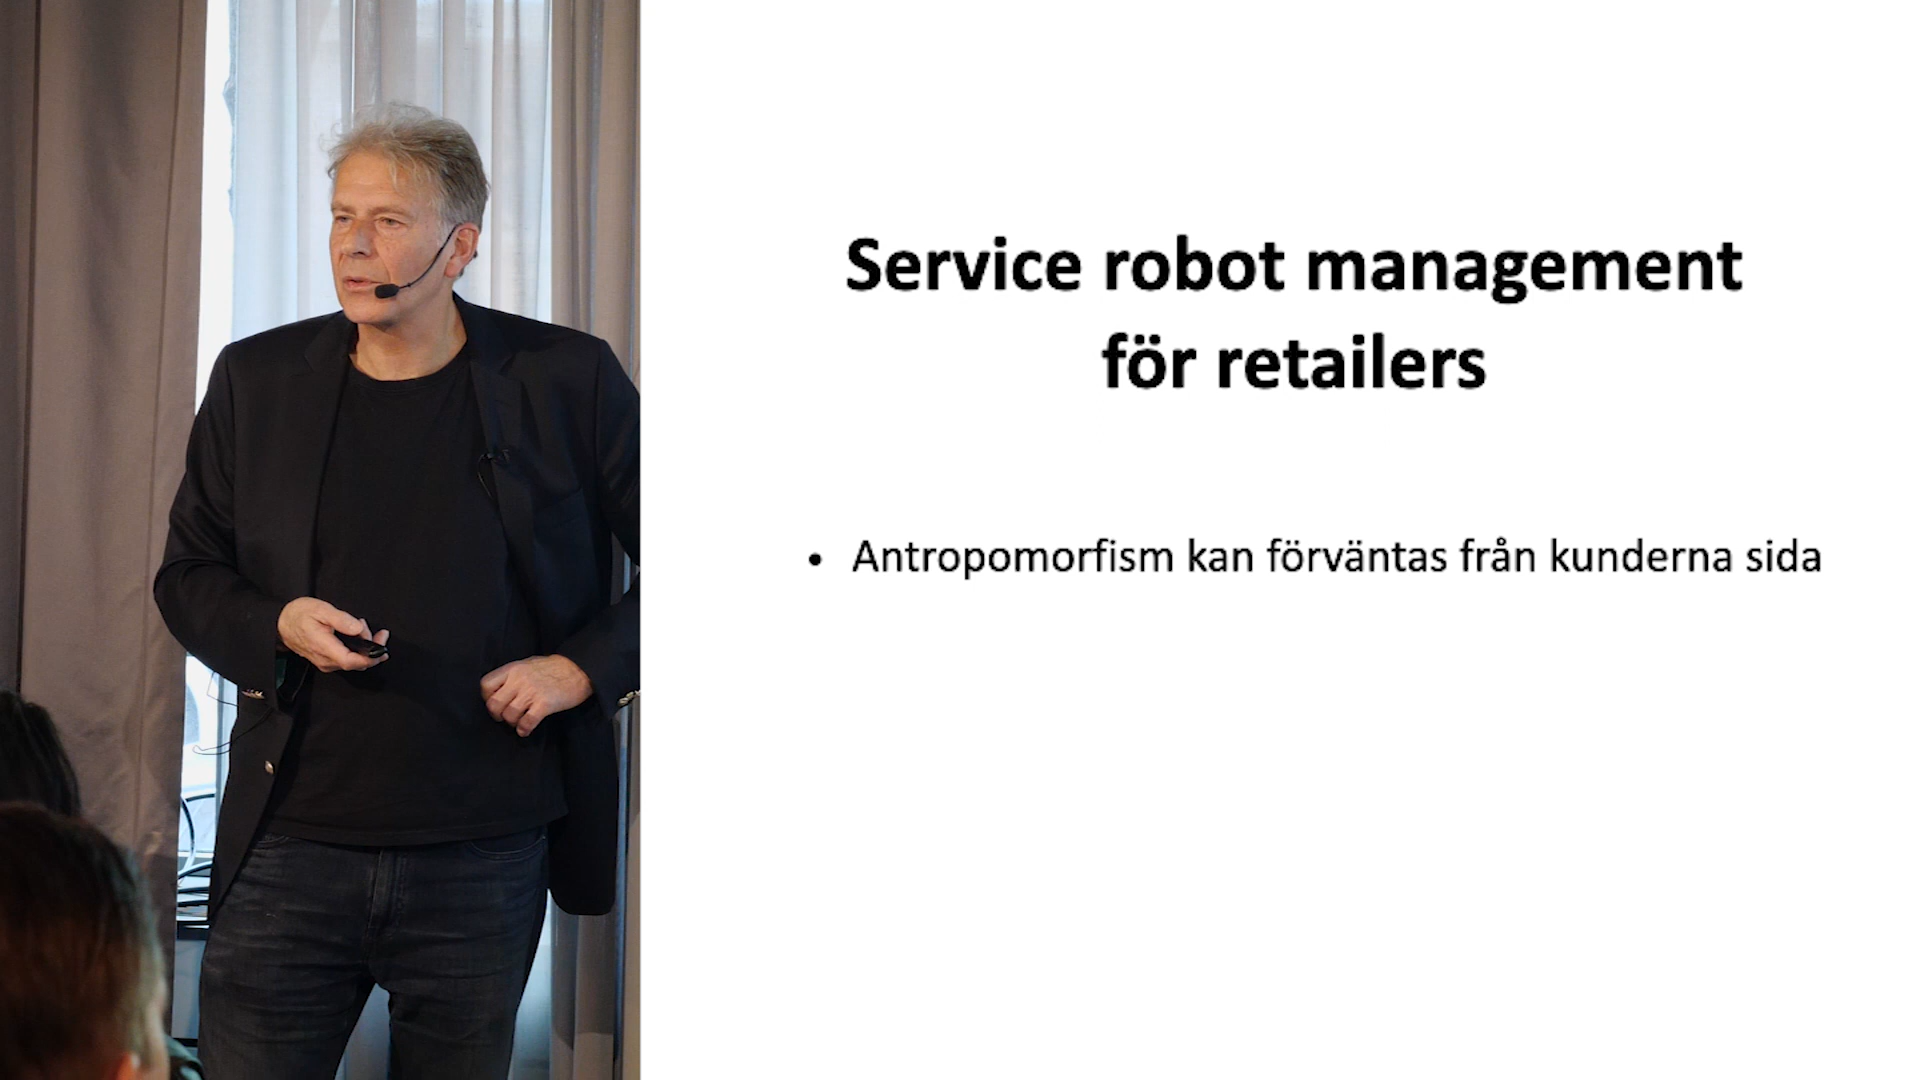 Service robot management
för retailers
• Antropomorfism kan förväntas från kunderna sida